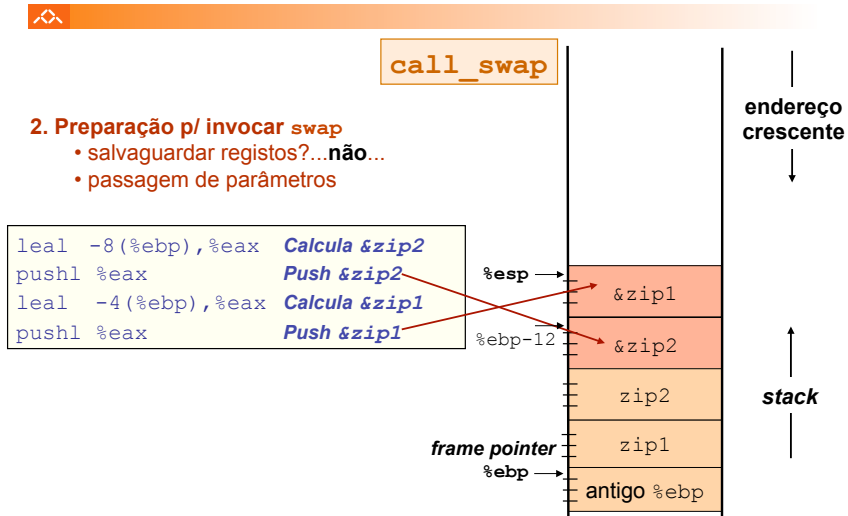 call_swap
2. Preparação p/ invocar swap
• salvaguardar registos?...não...
• passagem de parâmetros
leal -8(%ebp),%eax Calcula &zip2
pushl %eax Push &zip2
leal -4(%ebp),%eax Calcula &zip1
pushl %eax Push &zip1
endereço
crescente
%esp
&zip1
%ebp-12
&zip2
zip2
stack
frame pointer
zip1
%ebp
antigo %ebp